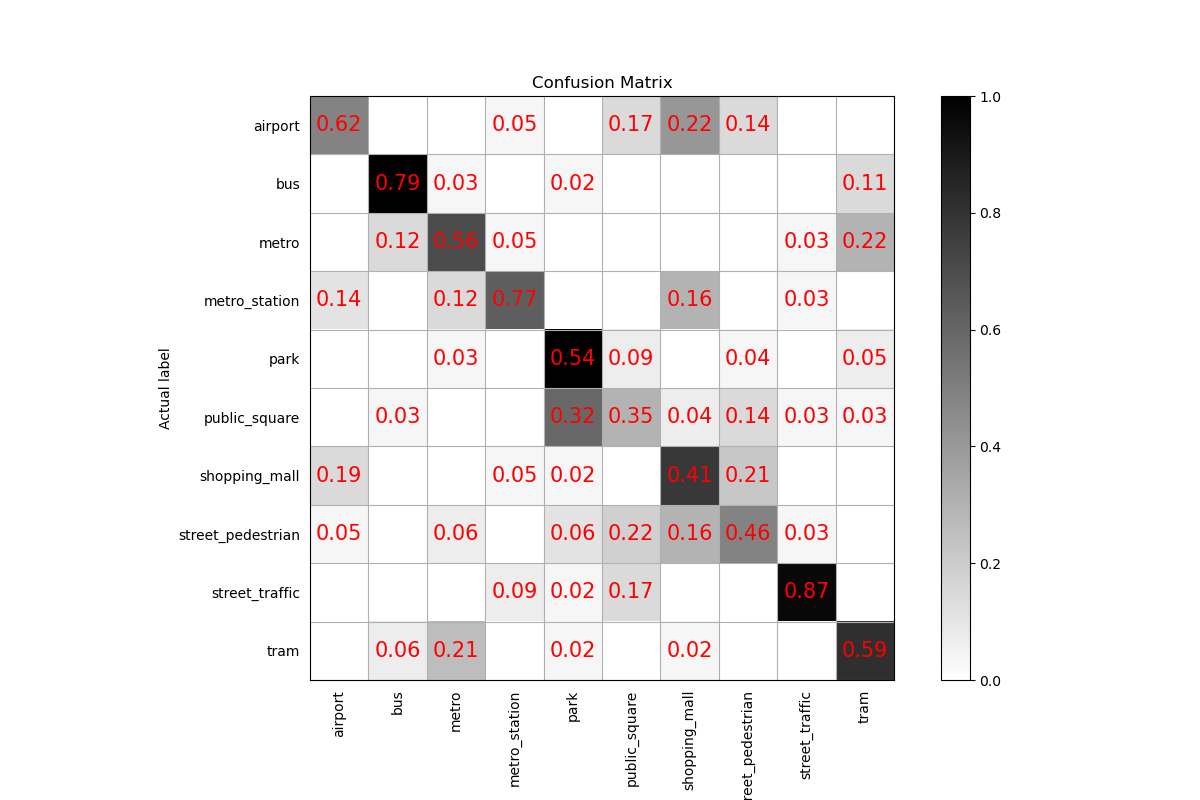 Confusion Matrix
airport 0.62 0.05 0.17 0.22 0.14
bus 0.79 0.03 0.02 0.11
metro 0.12 0.56 0.05 0.03 0.22
metro_station 0.14 0.12 0.77 0.16 0.03
park 0.03 0.54 0.09 0.04 0.05
public_square 0.03 0.32 0.35 0.04 0.14 0.03 0.03
shopping_mall 0.19 0.05 0.02 0.41 0.21
street_pedestrian 0.05 0.06 0.06 0.22 0.16 0.46 0.03
street_traffic 0.09 0.02 0.17 0.87
tram 0.06 0.21 0.02 0.02 0.59
Actual label
airport
bus
metro
metro_station
park
public_square
shopping_mall
reet_pedestrian
street_traffic
tram
1.0
0.8
0.6
0.4
0.2
0.0